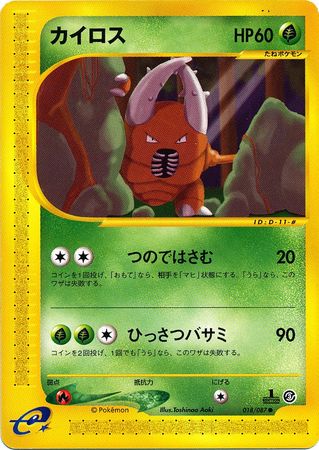 カイロス HP60
たねポケモン
ID:D-11-#
つのではさむ 20
コインを1回投げ、「おもて」なら、相手を「マヒ」状態にする。「うら」なら、この
ワザは失敗する。
ひっさつバサミ 90
コインを2回投げ、1回でも「うら」なら、このワザは失敗する。
弱点 抵抗力 にげる
©Pokémon Illus.Toshinao Aoki 018/087● 1 EDITION
e